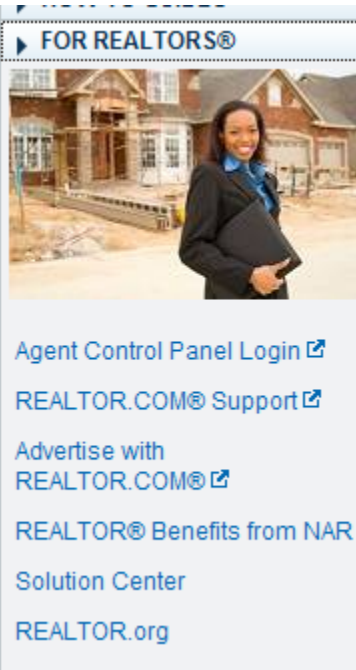 FOR REALTORS®
Agent Control Panel Login
REALTOR.COM® Support
Advertise with
REALTOR.COM®
REALTOR® Benefits from NAR
Solution Center
REALTOR.org